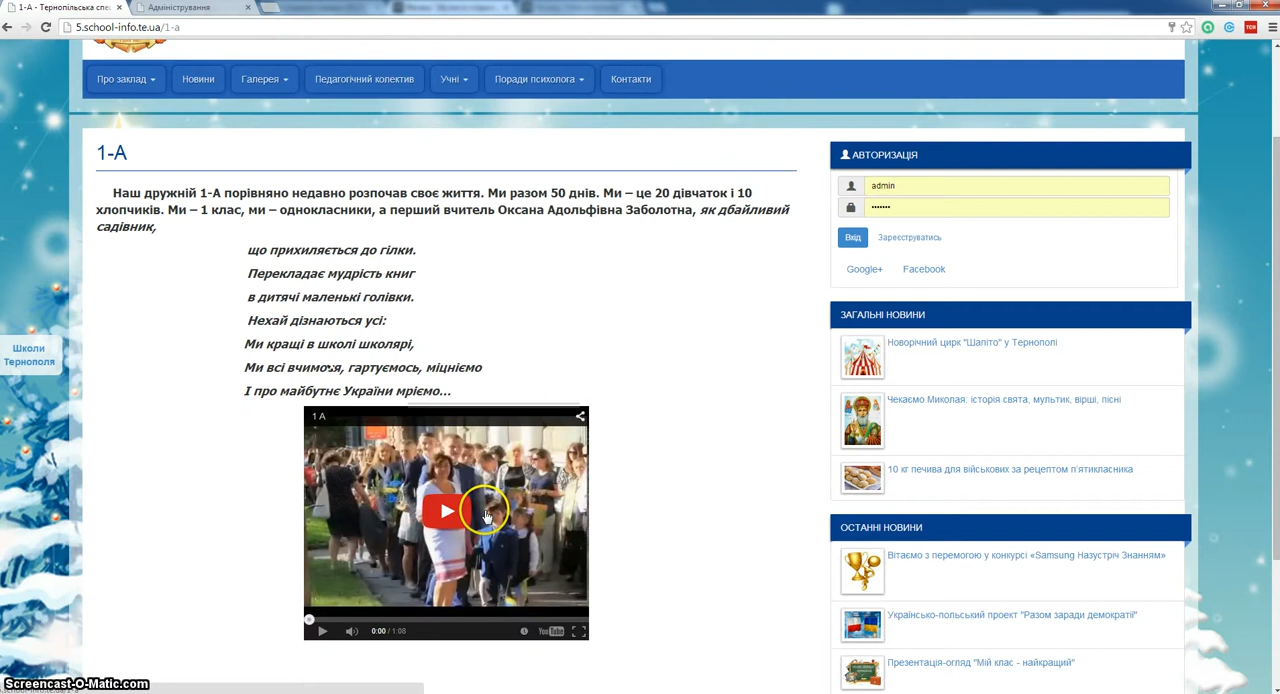 1-А - Тернопільська спец
Адміністрування
5.school-info.te.ua/1-a
ТСН
Про заклад
Новини
Галерея
Педагогічний колектив
Учні
Поради психолога
Контакти
1-А
Наш дружній 1-А порівняно недавно розпочав своє життя. Ми разом 50 днів. Ми – це 20 дівчаток і 10
хлопчиків. Ми – 1 клас, ми – однокласники, а перший вчитель Оксана Адольфівна Заболотна, як дбайливий
садівник,
що прихиляється до гілки.
Перекладає мудрість книг
в дитячі маленькі голівки.
Нехай дізнаються усі:
Ми кращі в школі школярі,
Ми всі вчимося, гартуємось, міцніємо
І про майбутнє України мріємо...
1 А
0:00 / 1:08
YouTube
Школи
Тернополя
АВТОРИЗАЦІЯ
admin
•••••••
Вхід
Зареєструватись
Google+
Facebook
ЗАГАЛЬНІ НОВИНИ
Новорічний цирк "Шапіто" у Тернополі
Чекаємо Миколая: історія свята, мультик, вірші, пісні
10 кг печива для військових за рецептом п'ятикласника
ОСТАННІ НОВИНИ
Вітаємо з перемогою у конкурсі «Samsung Назустріч Знанням»
Українсько-польський проект "Разом заради демократії"
Презентація-огляд "Мій клас - найкращий"
Screencast-O-Matic.com